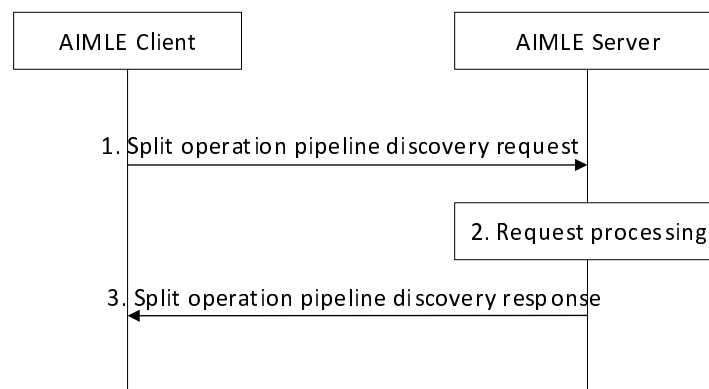 AIMLE Client
AIMLE Server
1. Split operation pipeline discovery request
2. Request processing
3. Split operation pipeline discovery response